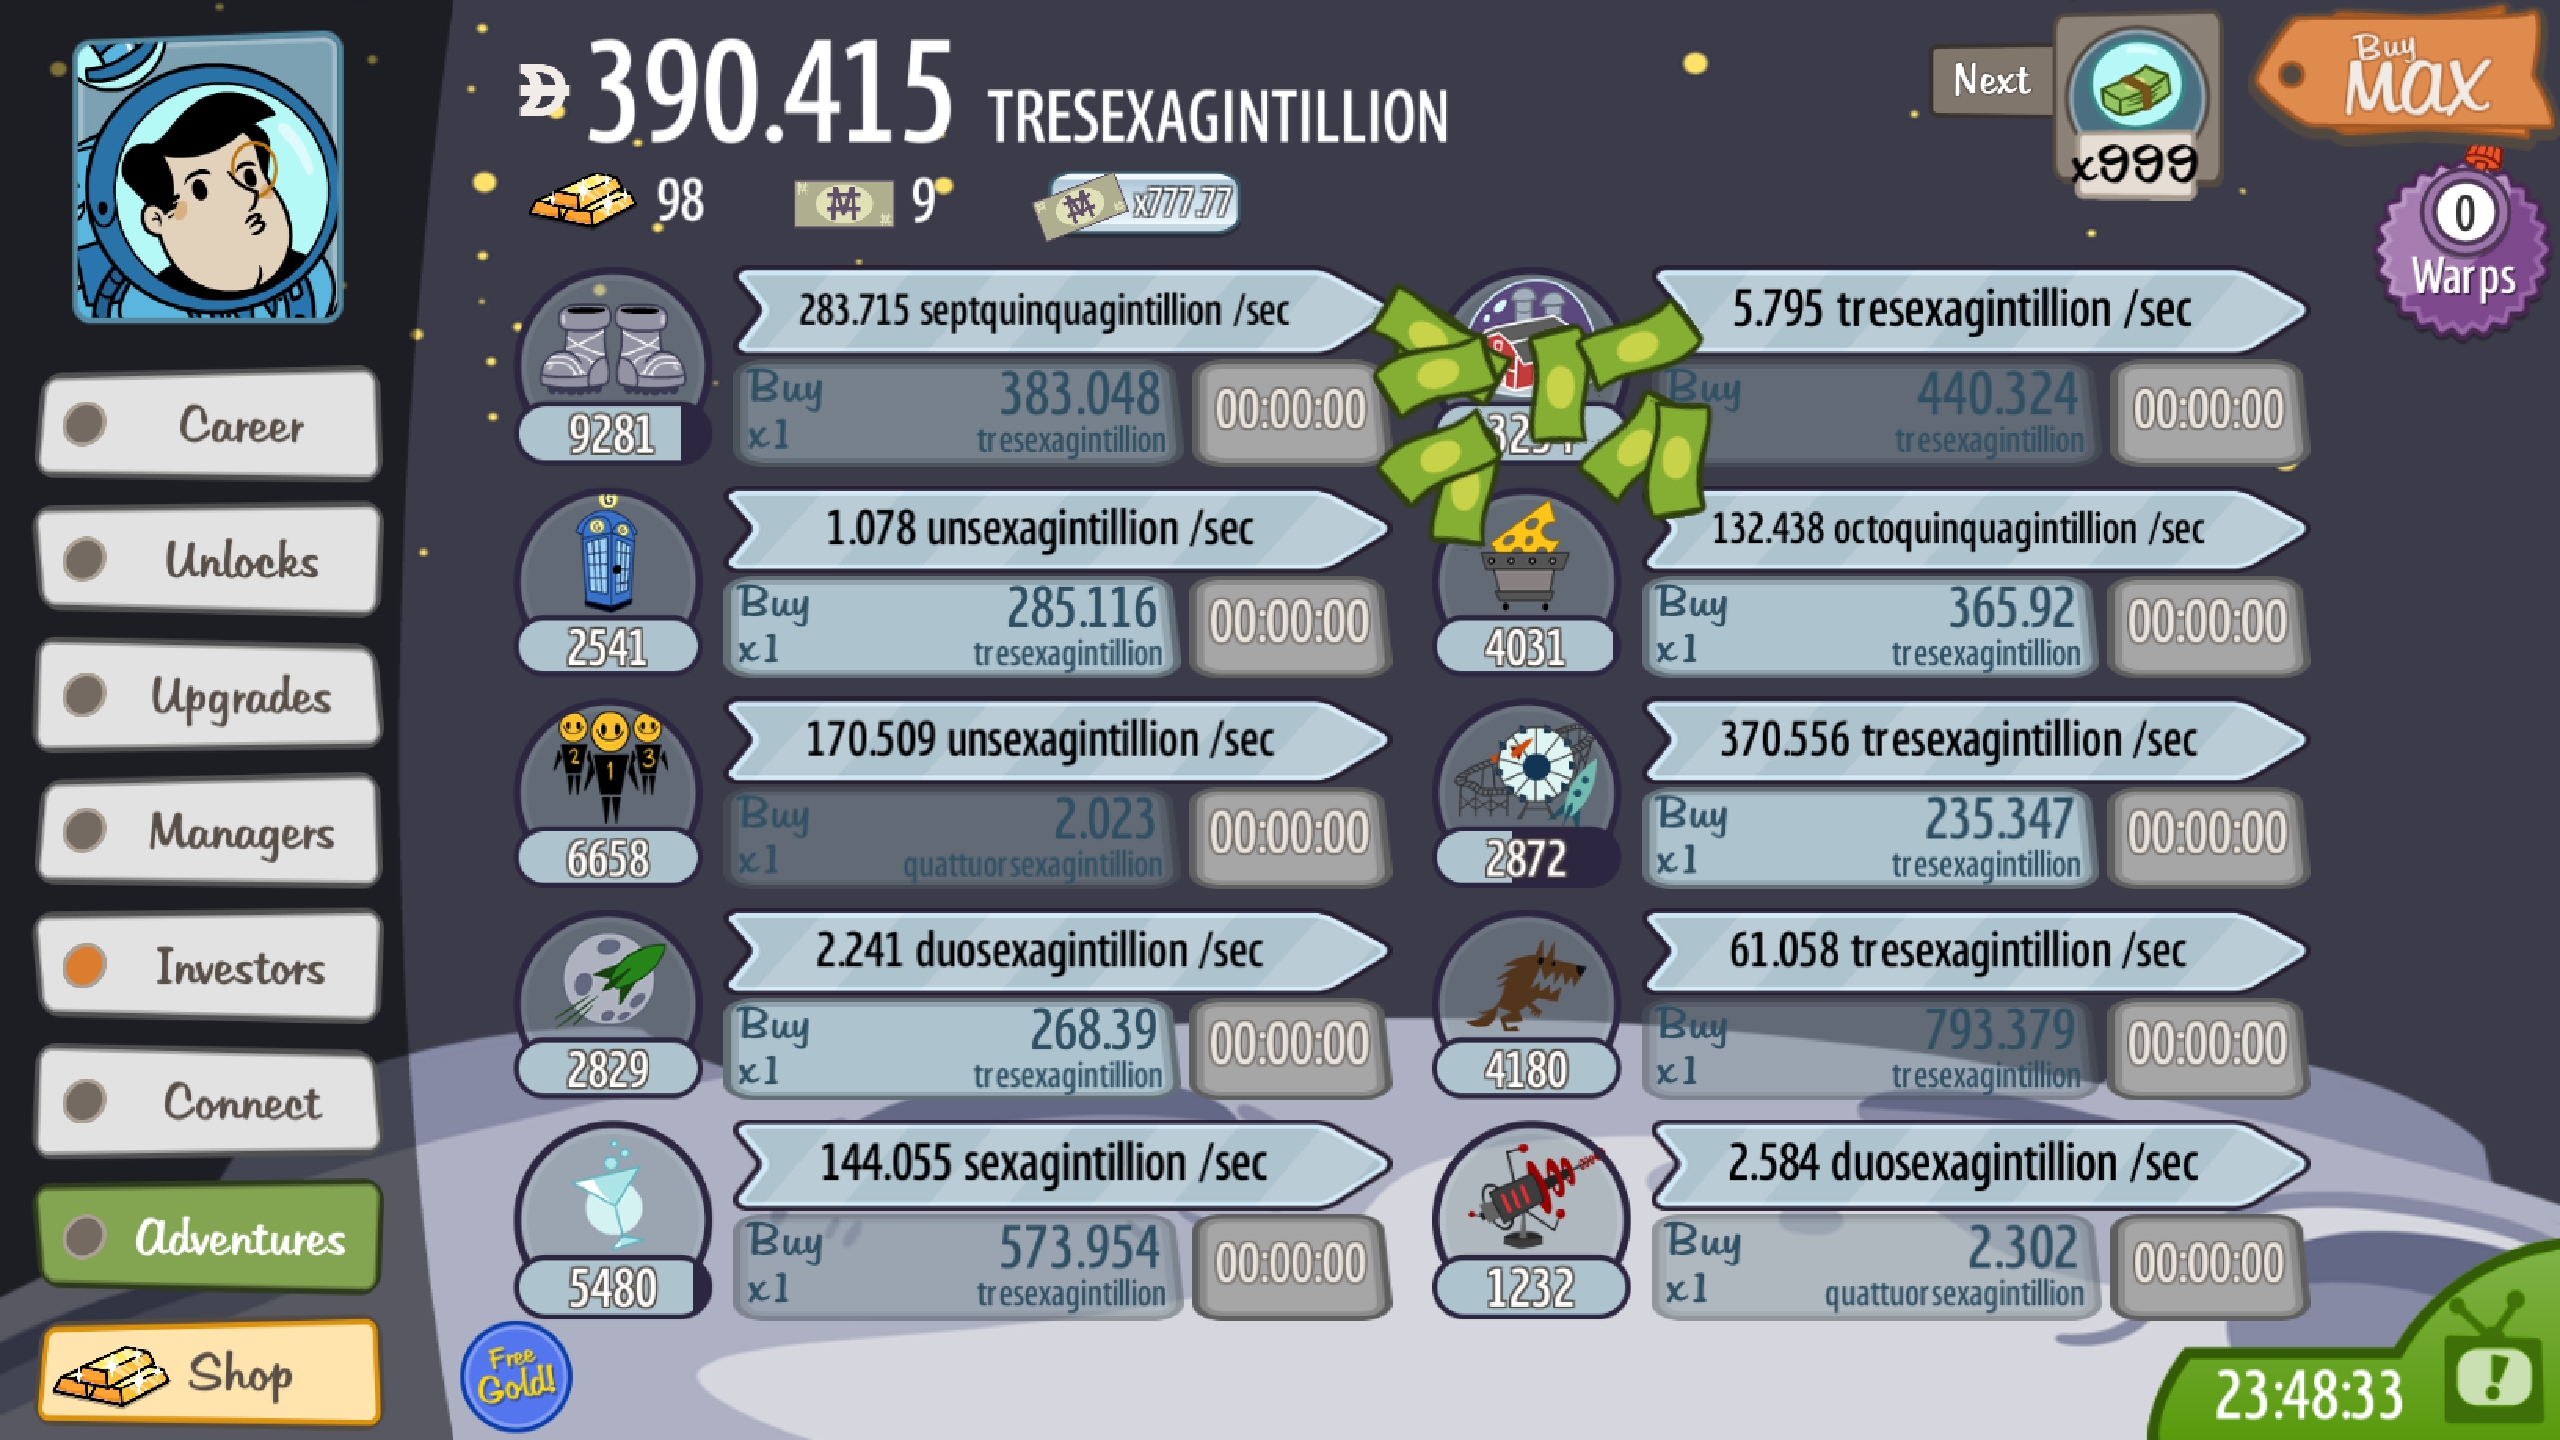 390.415 TRESEXAGINTILLION
98
9
x777.77
Next
x999
Buy
MAX
0
Warps
Career
Unlocks
Upgrades
Managers
Investors
Connect
Adventures
Shop
283.715 septquinquagintillion /sec
9281
Buy
x1
383.048
tresexagintillion
00:00:00
5.795 tresexagintillion /sec
Buy
440.324
tresexagintillion
00:00:00
G
1.078 unsexagintillion /sec
2541
Buy
x1
285.116
tresexagintillion
00:00:00
132.438 octoquinquagintillion /sec
4031
Buy
x1
365.92
tresexagintillion
00:00:00
2 1 3
170.509 unsexagintillion /sec
6658
Buy
x1
2.023
quattuorsexagintillion
00:00:00
370.556 tresexagintillion /sec
2872
Buy
x1
235.347
tresexagintillion
00:00:00
2.241 duosexagintillion /sec
2829
Buy
x1
268.39
tresexagintillion
00:00:00
61.058 tresexagintillion /sec
4180
Buy
x1
793.379
tresexagintillion
00:00:00
144.055 sexagintillion /sec
5480
Buy
x1
573.954
tresexagintillion
00:00:00
2.584 duosexagintillion /sec
1232
Buy
x1
2.302
quattuorsexagintillion
00:00:00
Free
Gold!
23:48:33
!